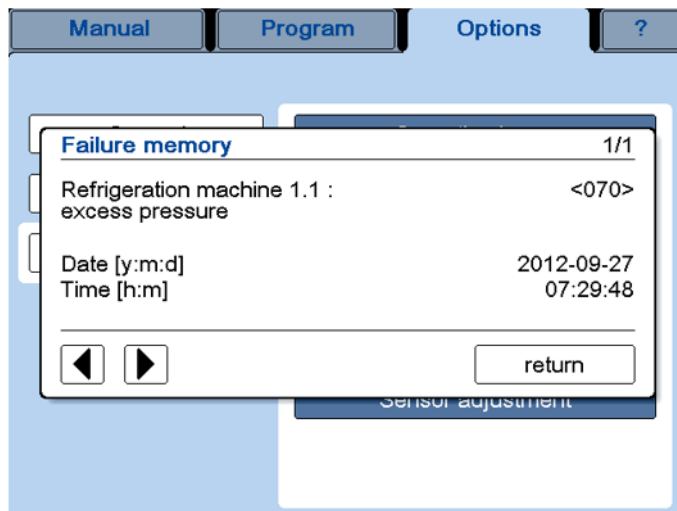 Manual Program Options ?
Failure memory 1/1
Refrigeration machine 1.1 : <070>
excess pressure
Date [y:m:d] 2012-09-27
Time [h:m] 07:29:48
return
Sensor adjustment